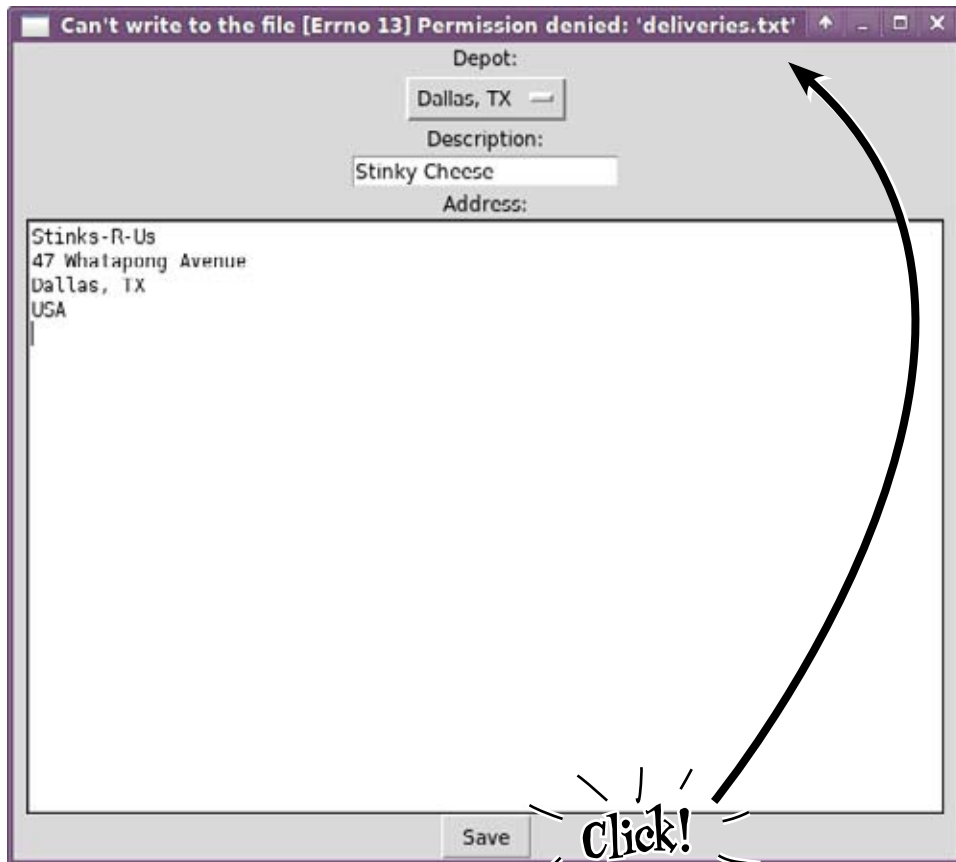 Can't write to the file [Errno 13] Permission denied: 'deliveries.txt'
Depot:
Dallas, TX
Description:
Stinky Cheese
Address:
Stinks-R-Us
47 Whatapong Avenue
Dallas, TX
USA
Save
Click!